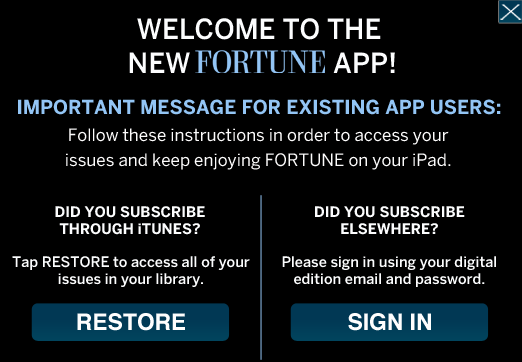 WELCOME TO THE
NEW FORTUNE APP!
IMPORTANT MESSAGE FOR EXISTING APP USERS:
Follow these instructions in order to access your
issues and keep enjoying FORTUNE on your iPad.
DID YOU SUBSCRIBE
THROUGH iTUNES?
Tap RESTORE to access all of your
issues in your library.
RESTORE
DID YOU SUBSCRIBE
ELSEWHERE?
Please sign in using your digital
edition email and password.
SIGN IN